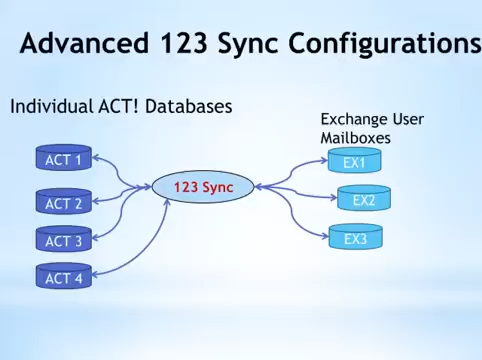 Advanced 123 Sync Configurations
Individual ACT! Databases
Exchange User
Mailboxes
ACT 1
ACT 2
ACT 3
ACT 4
123 Sync
EX1
EX2
EX3